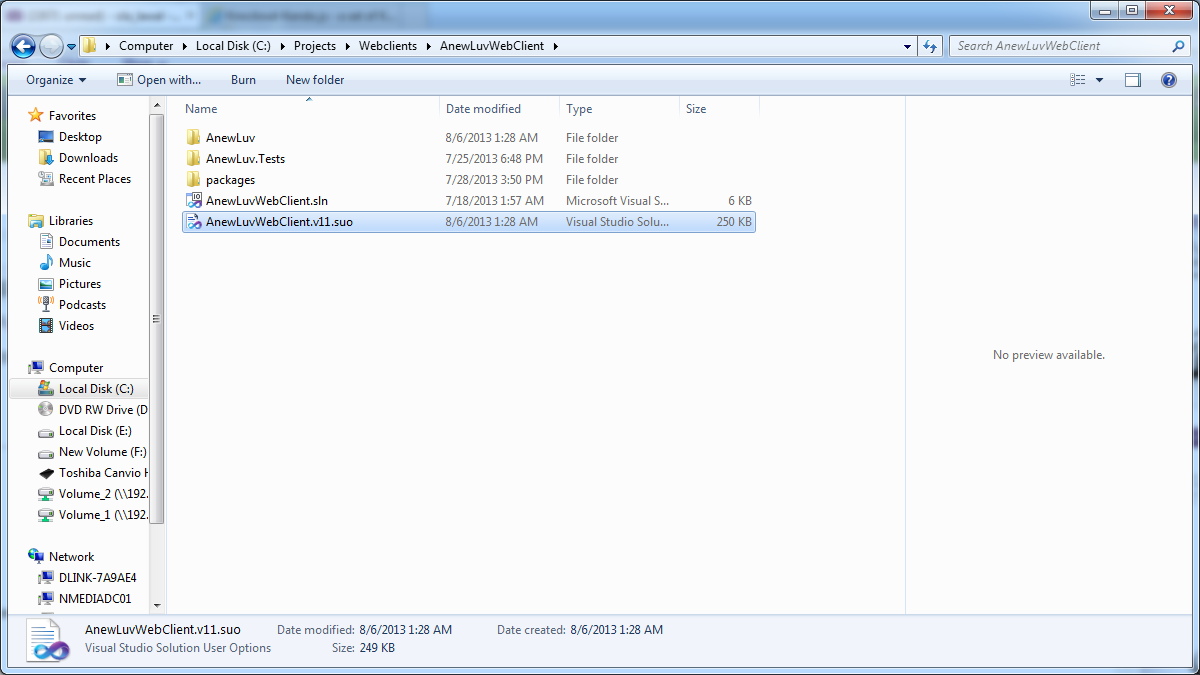 Computer Local Disk (C:) Projects Webclients AnewLuvWebClient
Search AnewLuvWebClient
Organize Open with... Burn New folder
Favorites
Desktop
Downloads
Recent Places
Libraries
Documents
Music
Pictures
Podcasts
Videos
Computer
Local Disk (C:)
DVD RW Drive (D
Local Disk (E:)
New Volume (F:)
Toshiba Canvio H
Volume_2 (\\192.
Volume_1 (\\192.
Network
DLINK-7A9AE4
NMEDIADC01
Name Date modified Type Size
AnewLuv 8/6/2013 1:28 AM File folder
AnewLuv.Tests 7/25/2013 6:48 PM File folder
packages 7/28/2013 3:50 PM File folder
AnewLuvWebClient.sln 7/18/2013 1:57 AM Microsoft Visual S... 6 KB
AnewLuvWebClient.v11.suo 8/6/2013 1:28 AM Visual Studio Solu... 250 KB
No preview available.
AnewLuvWebClient.v11.suo Date modified: 8/6/2013 1:28 AM Date created: 8/6/2013 1:28 AM
Visual Studio Solution User Options Size: 249 KB